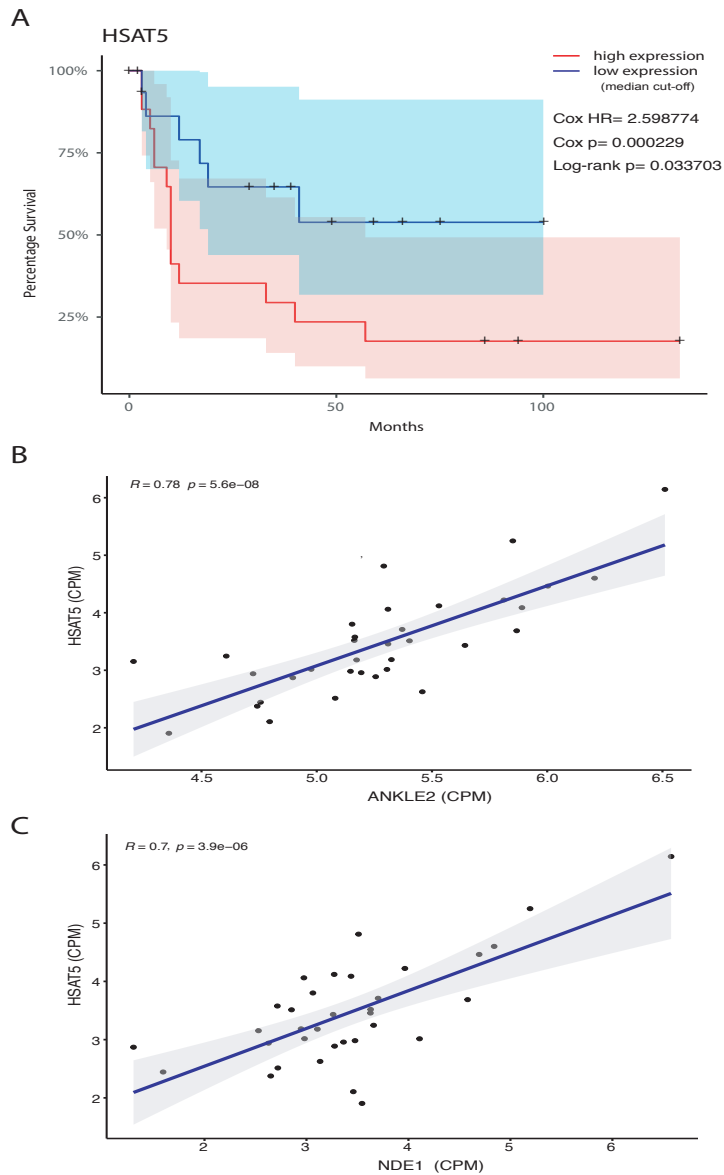 A
HSAT5
high expression
low expression
(median cut-off)
Cox HR= 2.598774
Cox p= 0.000229
Log-rank p= 0.033703
100%
75%
50%
25%
Percentage Survival
0
50
100
Months
B
R = 0.78 p = 5.6e−08
6
5
4
3
2
HSAT5 (CPM)
4.5
5.0
5.5
6.0
6.5
ANKLE2 (CPM)
C
R = 0.7, p = 3.9e−06
6
5
4
3
2
HSAT5 (CPM)
2
3
4
5
6
NDE1 (CPM)